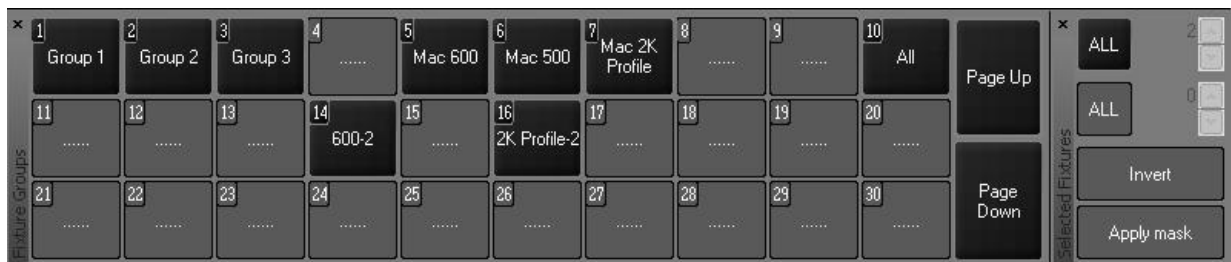 × 1 2 3 4 5 6 7 8 9 10 ×
Group 1 Group 2 Group 3 ...... Mac 600 Mac 500 Mac 2K Profile ...... ...... All Page Up ALL 2
11 12 13 14 15 16 17 18 19 20
...... ...... ...... 600-2 ...... 2K Profile-2 ...... ...... ...... ...... ALL 0
21 22 23 24 25 26 27 28 29 30
...... ...... ...... ...... ...... ...... ...... ...... ...... ...... Page Down Invert
Apply mask
Fixture Groups
Selected Fixtures